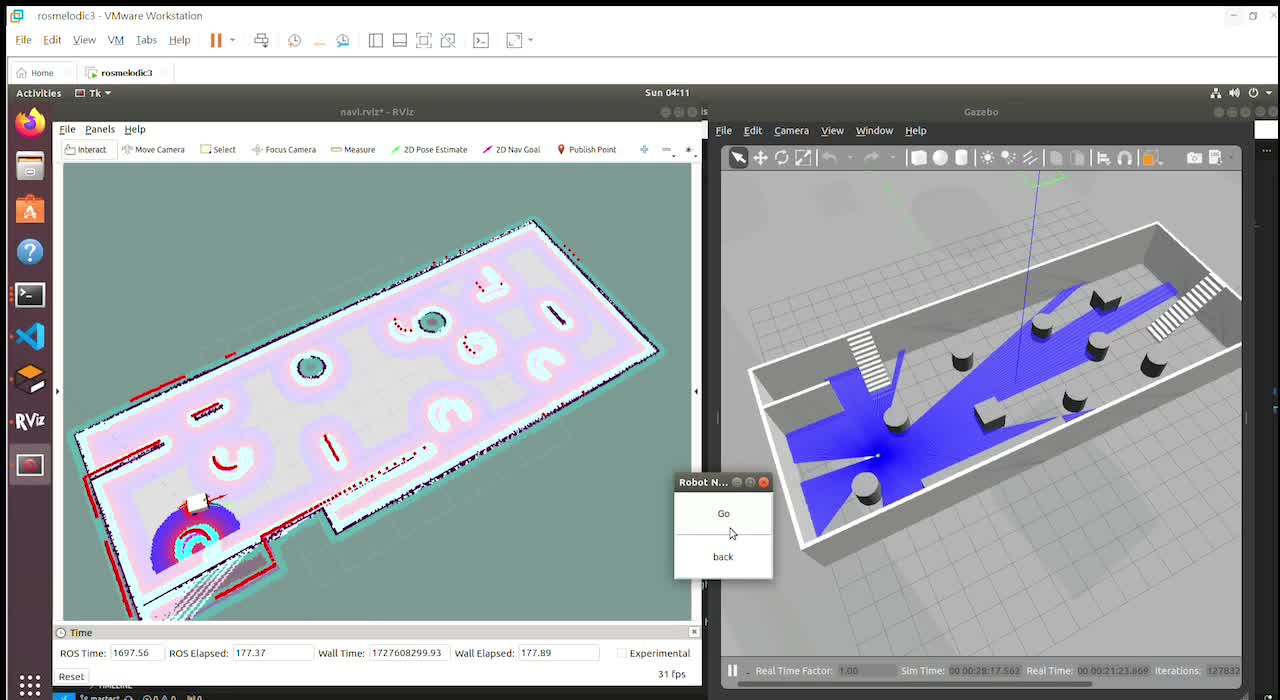 rosmelodic3 - VMware Workstation
File Edit View VM Tabs Help
Home rosmelodic3
Activities Tk Sun 04:11
navi.rviz* - RViz
File Panels Help
Interact Move Camera Select Focus Camera Measure 2D Pose Estimate 2D Nav Goal Publish Point
Gazebo
File Edit Camera View Window Help
RViz
Robot N...
Go
back
Time
ROS Time: 1697.56 ROS Elapsed: 177.37 Wall Time: 1727608299.93 Wall Elapsed: 177.89 Experimental
Reset 31 fps
Real Time Factor: 1.00 Sim Time: 00 00:28:17.562 Real Time: 00 00:21:23.669 Iterations: 127832